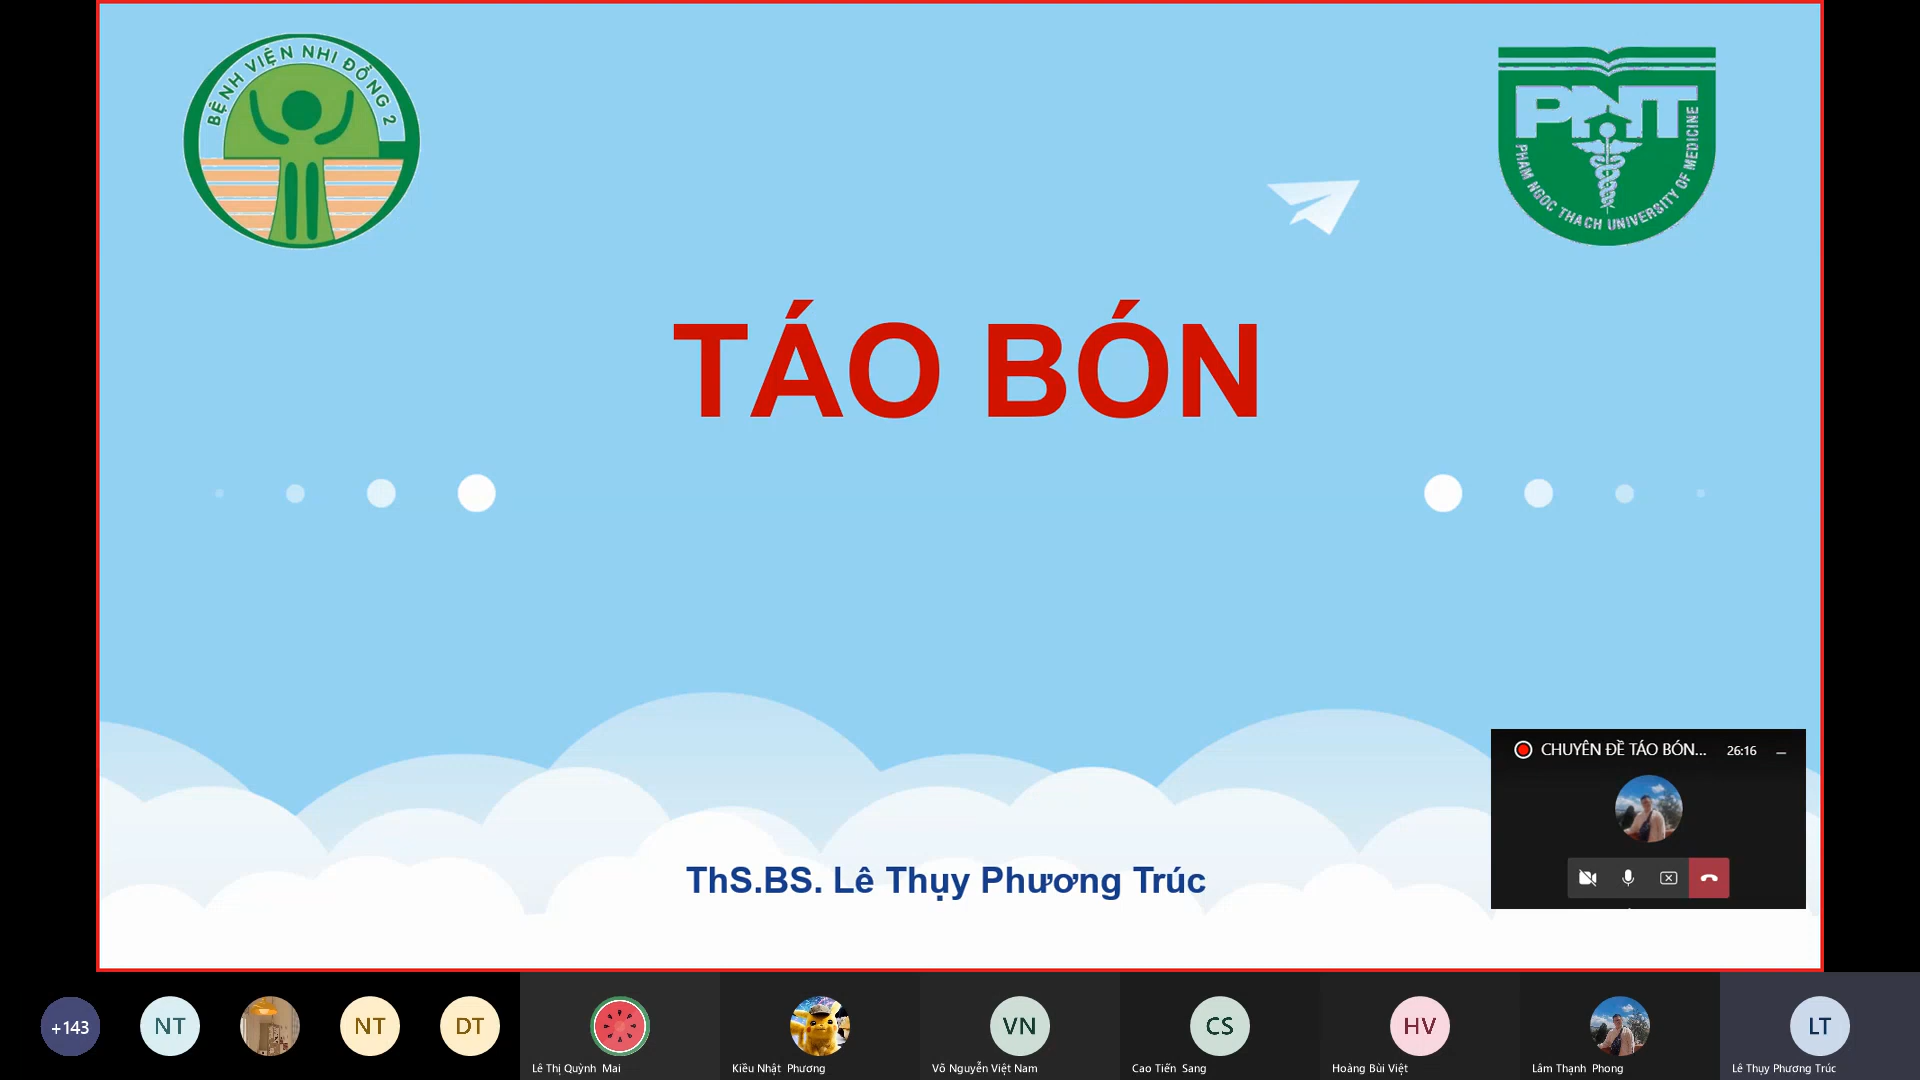 BỆNH VIỆN NHI ĐỒNG 2
PNT
PHAM NGOC THACH UNIVERSITY OF MEDICINE
TÁO BÓN
ThS.BS. Lê Thụy Phương Trúc
CHUYÊN ĐỀ TÁO BÓN... 26:16
+143
NT
NT
DT
VN
CS
HV
LT
Lê Thị Quỳnh Mai
Kiều Nhật Phương
Võ Nguyễn Việt Nam
Cao Tiến Sang
Hoàng Bùi Việt
Lâm Thạnh Phong
Lê Thụy Phương Trúc